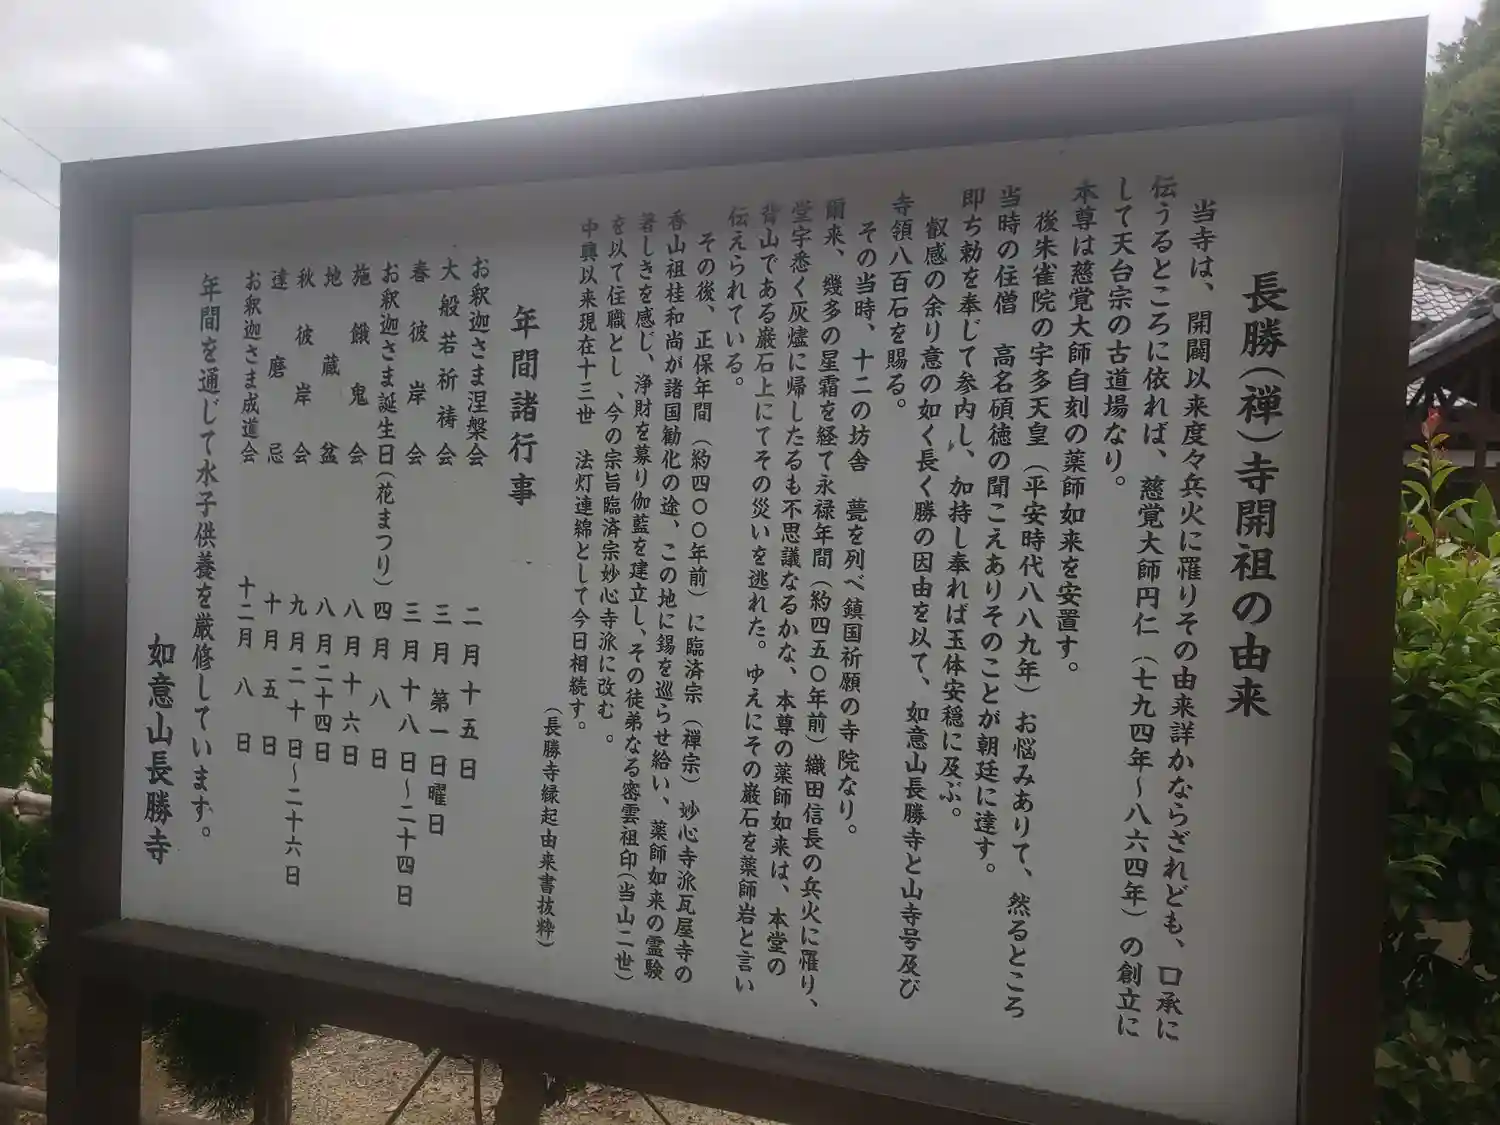 長勝(禅)寺開祖の由来
当寺は、開闢以来度々兵火に罹りその由来詳かならざれども、口承に
伝うるところに依れば、慈覚大師円仁(七九四年〜八六四年)の創立に
して天台宗の古道場なり。
本尊は慈覚大師自刻の薬師如来を安置す。
後朱雀院の宇多天皇(平安時代八八九年)お悩みありて、然るところ
当時の住僧 高名碩徳の聞こえありそのことが朝廷に達す。
即ち勅を奉じて参内し、加持し奉れば玉体安穏に及ぶ。
叡感の余り意の如く長く勝の因由を以て、如意山長勝寺と山寺号及び
寺領八百石を賜る。
その当時、十二の坊舎 甍を列べ鎮国祈願の寺院なり。
爾来、幾多の星霜を経て永禄年間(約四五〇年前)織田信長の兵火に罹り、
堂宇悉く灰燼に帰したるも不思議なるかな、本尊の薬師如来は、本堂の
背山である巌石上にてその災いを逃れた。ゆえにその巌石を薬師岩と言い
伝えられている。
その後、正保年間(約四〇〇年前)に臨済宗(禅宗)妙心寺派瓦屋寺の
香山祖桂和尚が諸国勧化の途、この地に錫を巡らせ給い、薬師如来の霊験
著しきを感じ、浄財を募り伽藍を建立し、その徒弟なる密雲祖印(当山二世)
を以て住職とし、今の宗旨臨済宗妙心寺派に改む。
中興以来現在十三世 法灯連綿として今日相続す。
(長勝寺縁起由来書抜粋)
年間諸行事
お釈迦さま涅槃会 二月十五日
大般若祈祷会 三月 第一日曜日
春彼岸会 三月十八日〜二十四日
お釈迦さま誕生日(花まつり) 四月八日
施餓鬼会 八月十六日
地蔵盆 八月二十四日
秋彼岸会 九月二十日〜二十六日
達磨忌 十月五日
お釈迦さま成道会 十二月八日
年間を通じて水子供養を厳修しています。
如意山長勝寺